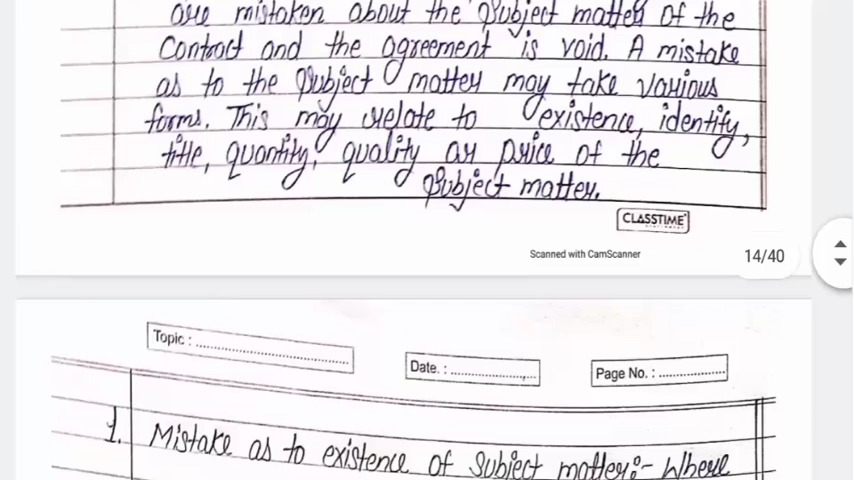 are mistaken about the subject matter of the
Contract and the agreement is void. A mistake
as to the subject matter may take various
forms. This may relate to existence, identify,
title, quantity, quality or price of the
subject matter.
CLASSTIME
Scanned with CamScanner
14/40
Topic :
Date. :
Page No. :
1. Mistake as to existence of subject matter:- Where